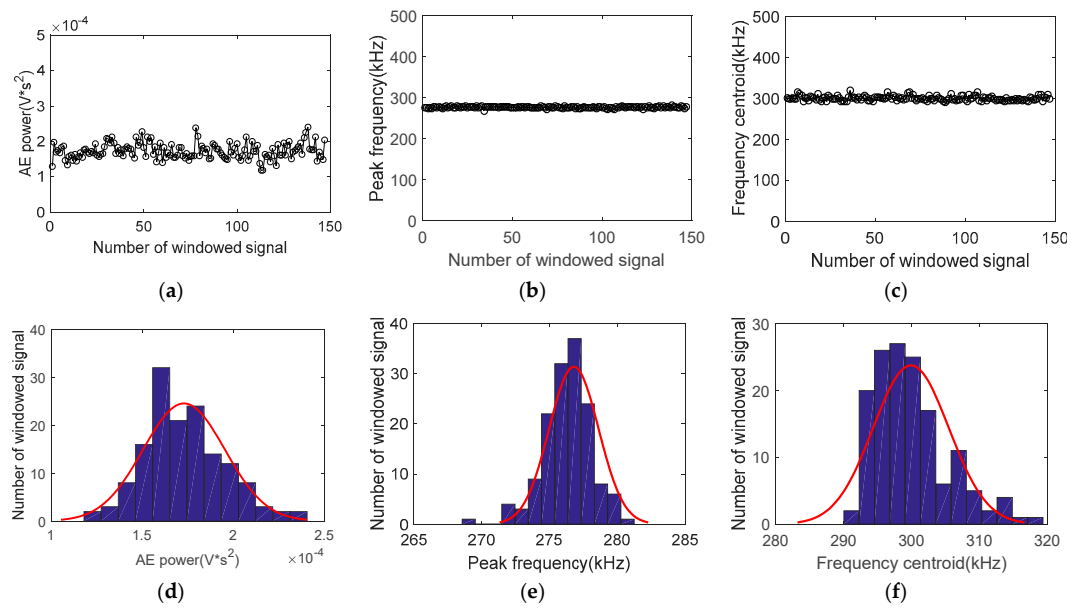 ×10⁻⁴
5
4
3
2
1
0
AE power(V*s²)
0 50 100 150
Number of windowed signal
(a)
500
400
300
200
100
0
Peak frequency(kHz)
50 100 150
Number of windowed signal
(b)
500
400
300
200
100
0
Frequency centroid(kHz)
0 50 100 150
Number of windowed signal
(c)
40
30
20
10
0
Number of windowed signal
1 1.5 2 2.5
AE power(V*s²) ×10⁻⁴
(d)
40
30
20
10
0
Number of windowed signal
265 270 275 280 285
Peak frequency(kHz)
(e)
30
20
10
0
Number of windowed signal
280 290 300 310 320
Frequency centroid(kHz)
(f)